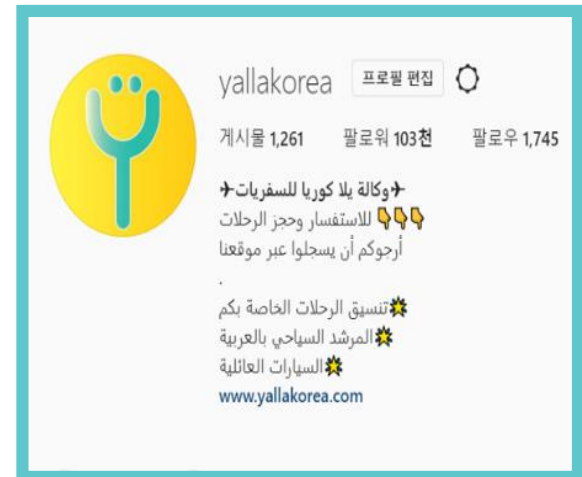 yallakorea 프로필 편집
게시물 1,261 팔로워 103천 팔로우 1,745
✈وكالة يلا كوريا للسفريات✈
👇👇👇 للاستفسار وحجز الرحلات
أرجوكم أن يسجلوا عبر موقعنا
.
🌟تنسيق الرحلات الخاصة بكم
🌟المرشد السياحي بالعربية
🌟السيارات العائلية
www.yallakorea.com